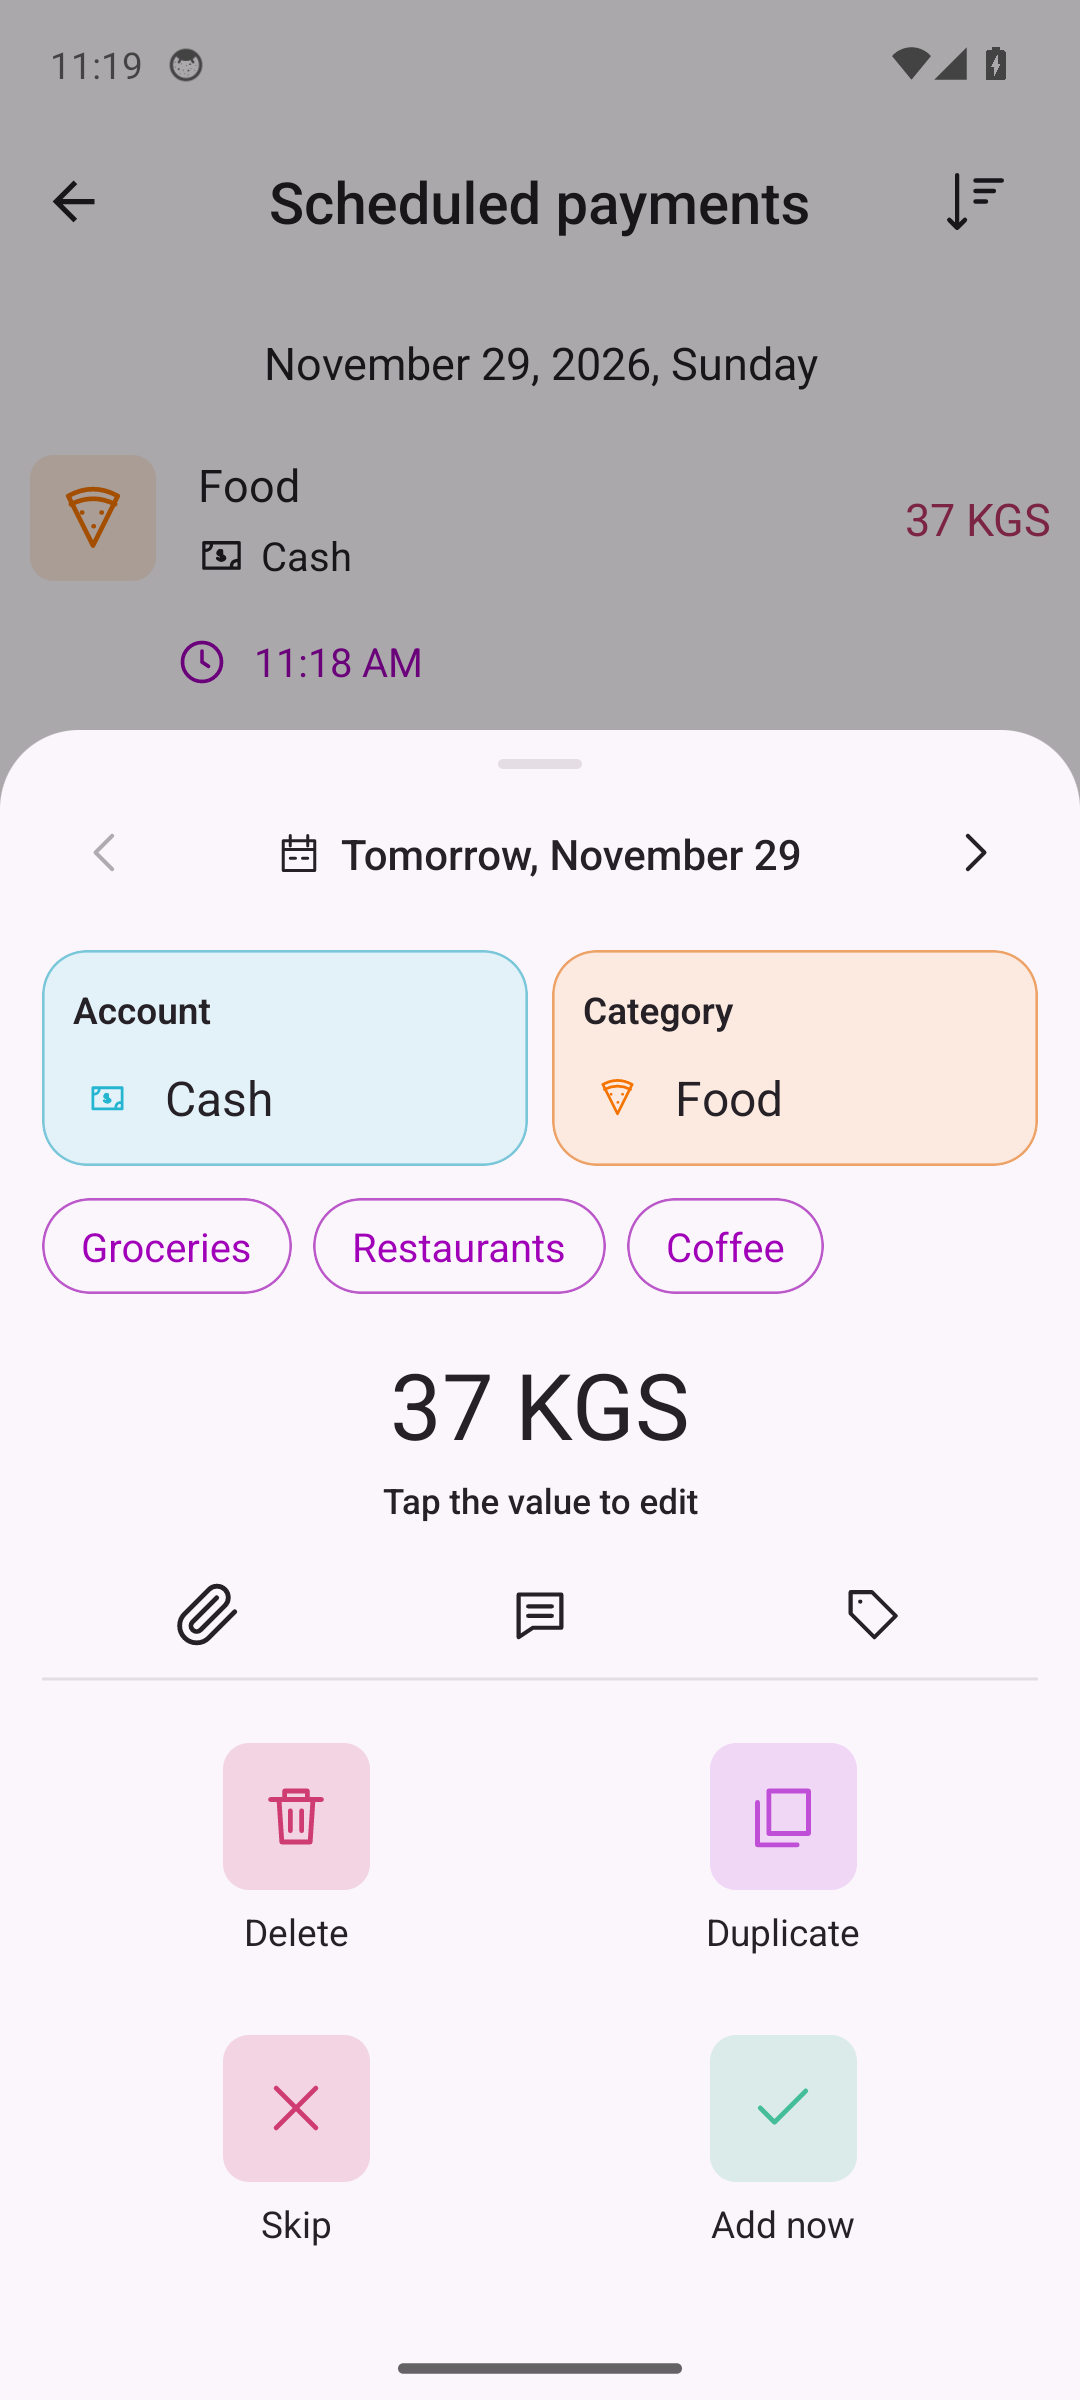 11:19
Scheduled payments
November 29, 2026, Sunday
Food
37 KGS
Cash
11:18 AM
Tomorrow, November 29
Account
Category
Cash
Food
Groceries
Restaurants
Coffee
37 KGS
Tap the value to edit
Delete
Duplicate
Skip
Add now